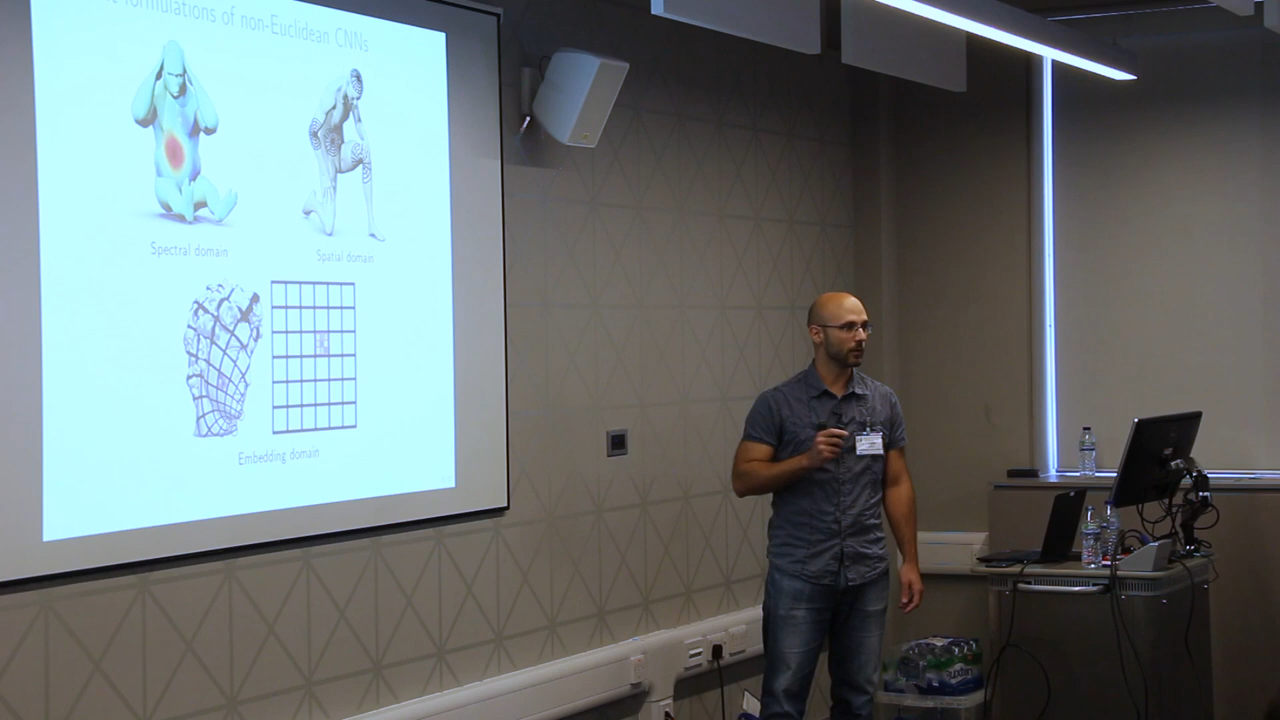 formulations of non-Euclidean CNNs
Spectral domain
Spatial domain
Embedding domain